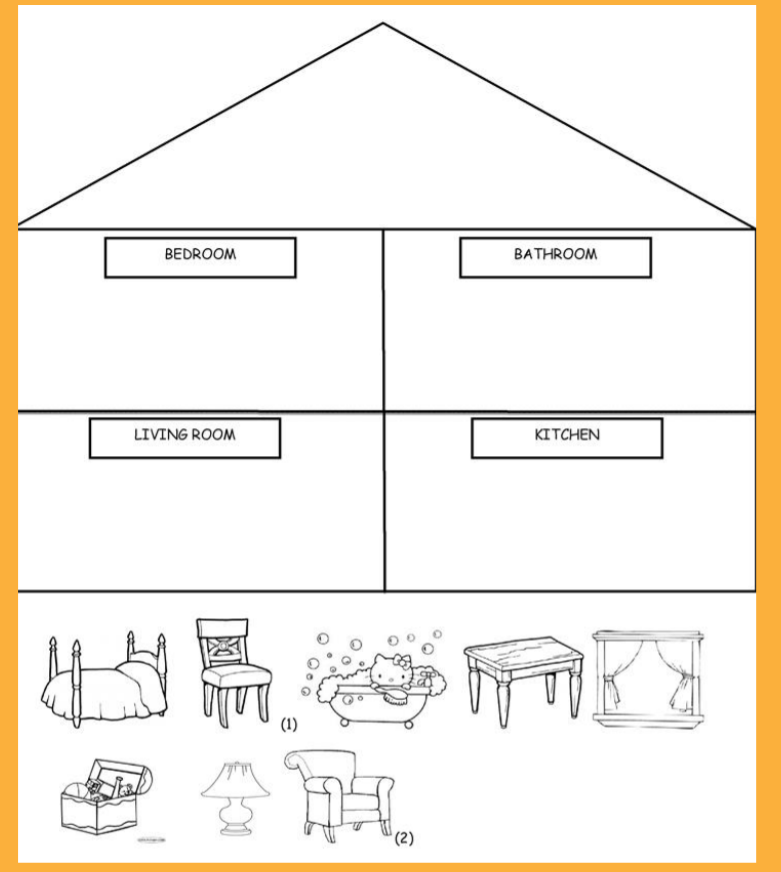 BEDROOM
BATHROOM
LIVING ROOM
KITCHEN
(1)
(2)